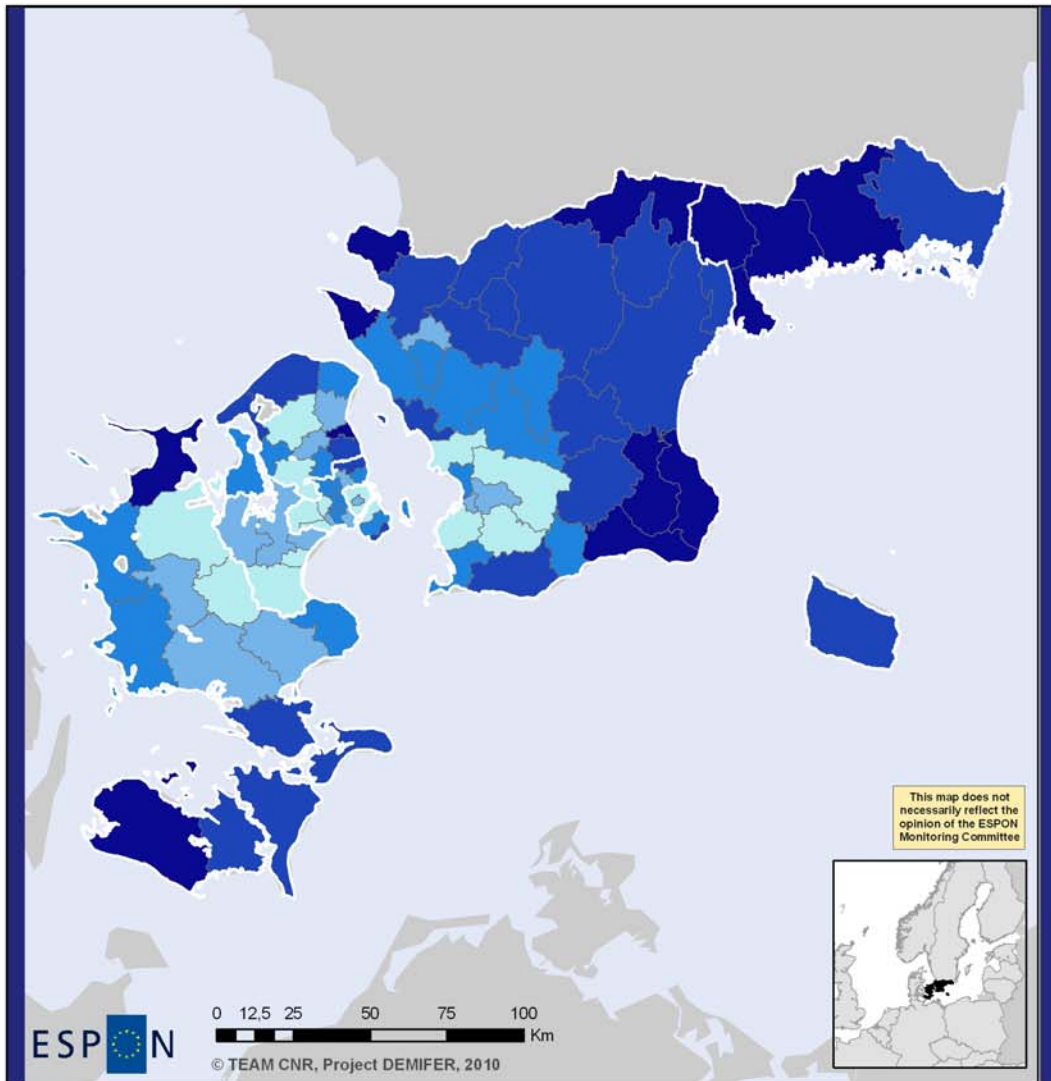 This map does not
necessarily reflect the
opinion of the ESPON
Monitoring Committee
0 12,5 25 50 75 100
Km
ESPON
© TEAM CNR, Project DEMIFER, 2010